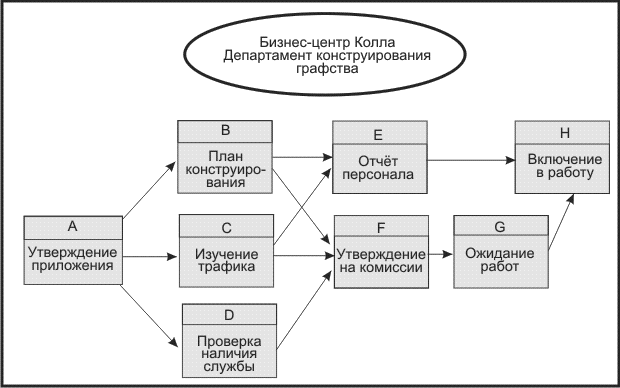 Бизнес-центр Колла
Департамент конструирования
графства
B
План
конструиро-
вания
E
Отчёт
персонала
H
Включение
в работу
A
Утверждение
приложения
C
Изучение
трафика
F
Утверждение
на комиссии
G
Ожидание
работ
D
Проверка
наличия
службы